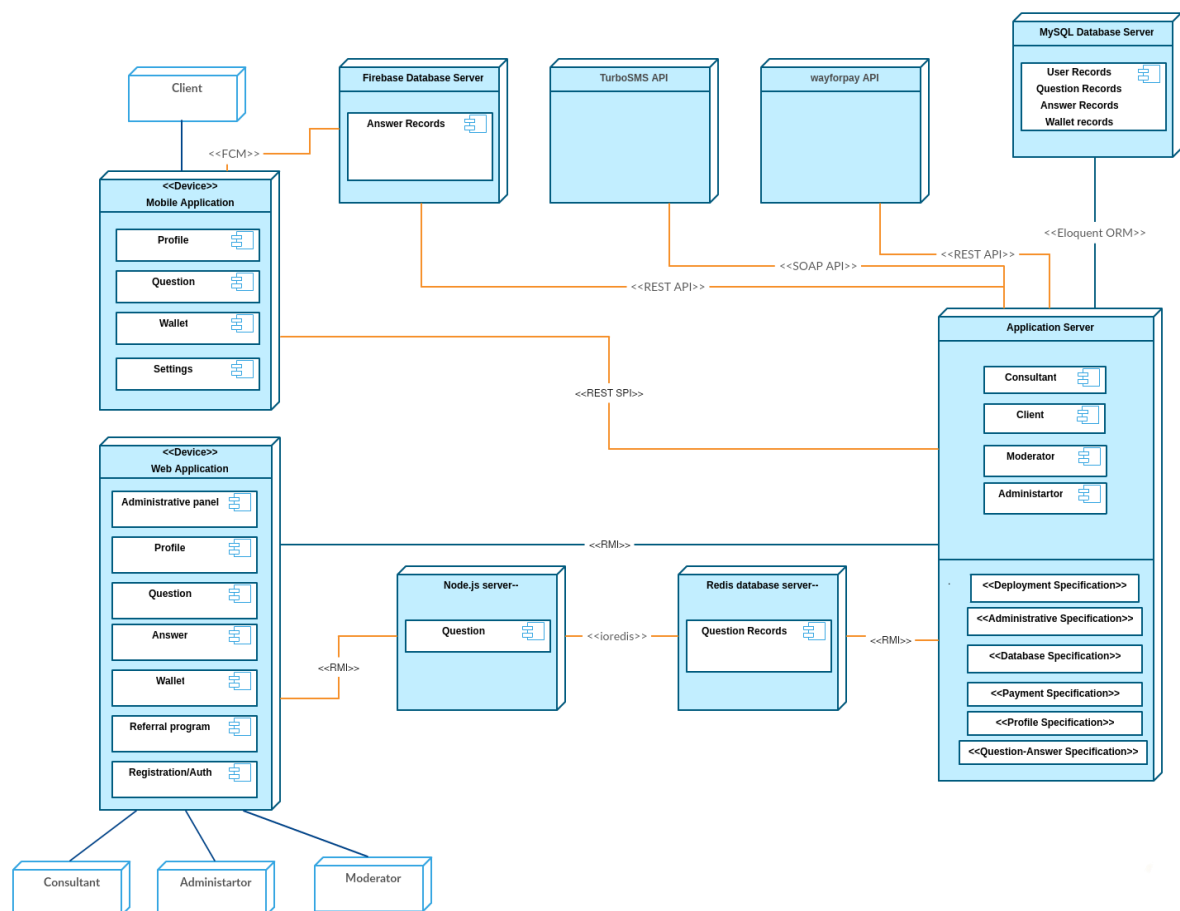 MySQL Database Server
User Records
Question Records
Answer Records
Wallet records
Client
Firebase Database Server
Answer Records
TurboSMS API
wayforpay API
<<FCM>>
<<Device>>
Mobile Application
Profile
Question
Wallet
Settings
<<Eloquent ORM>>
<<REST API>>
<<SOAP API>>
<<REST API>>
Application Server
Consultant
Client
Moderator
Administartor
<<REST SPI>>
<<Device>>
Web Application
Administrative panel
Profile
Question
Answer
Wallet
Referral program
Registration/Auth
<<RMI>>
Node.js server--
Question
<<ioredis>>
Redis database server--
Question Records
<<RMI>>
<<RMI>>
<<Deployment Specification>>
<<Administrative Specification>>
<<Database Specification>>
<<Payment Specification>>
<<Profile Specification>>
<<Question-Answer Specification>>
Consultant
Administartor
Moderator